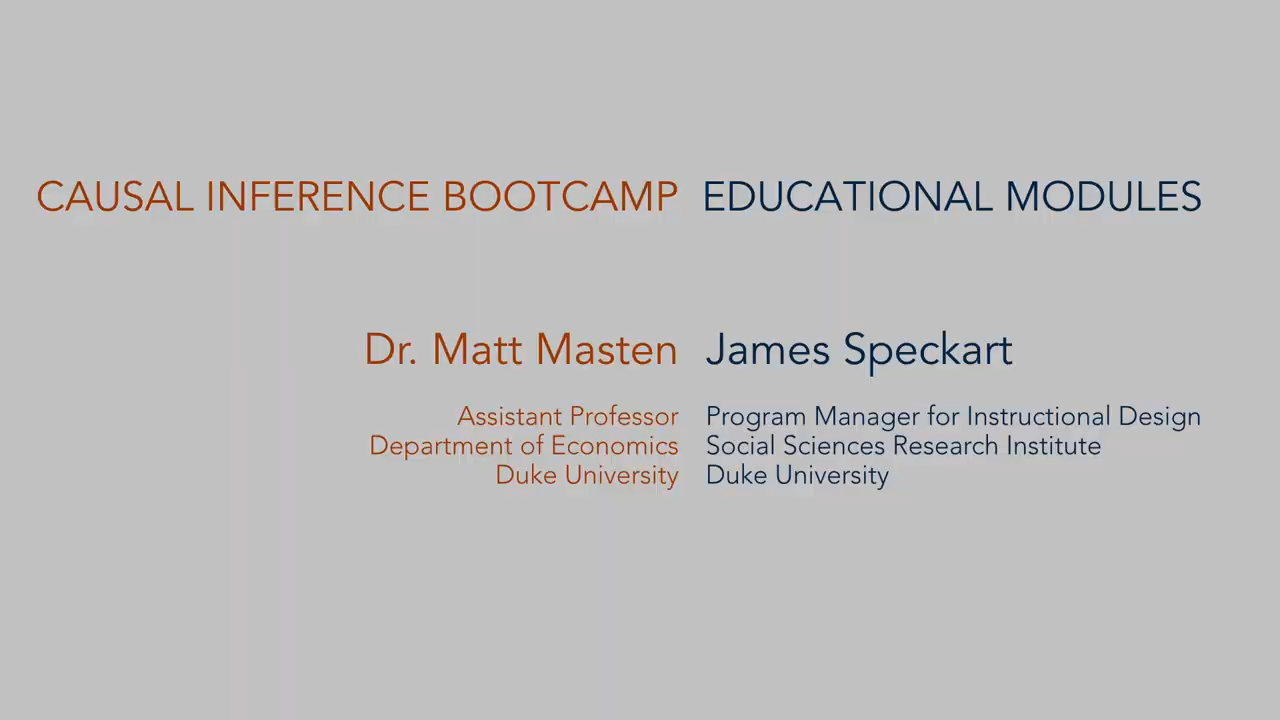 CAUSAL INFERENCE BOOTCAMP EDUCATIONAL MODULES
Dr. Matt Masten
Assistant Professor
Department of Economics
Duke University
James Speckart
Program Manager for Instructional Design
Social Sciences Research Institute
Duke University